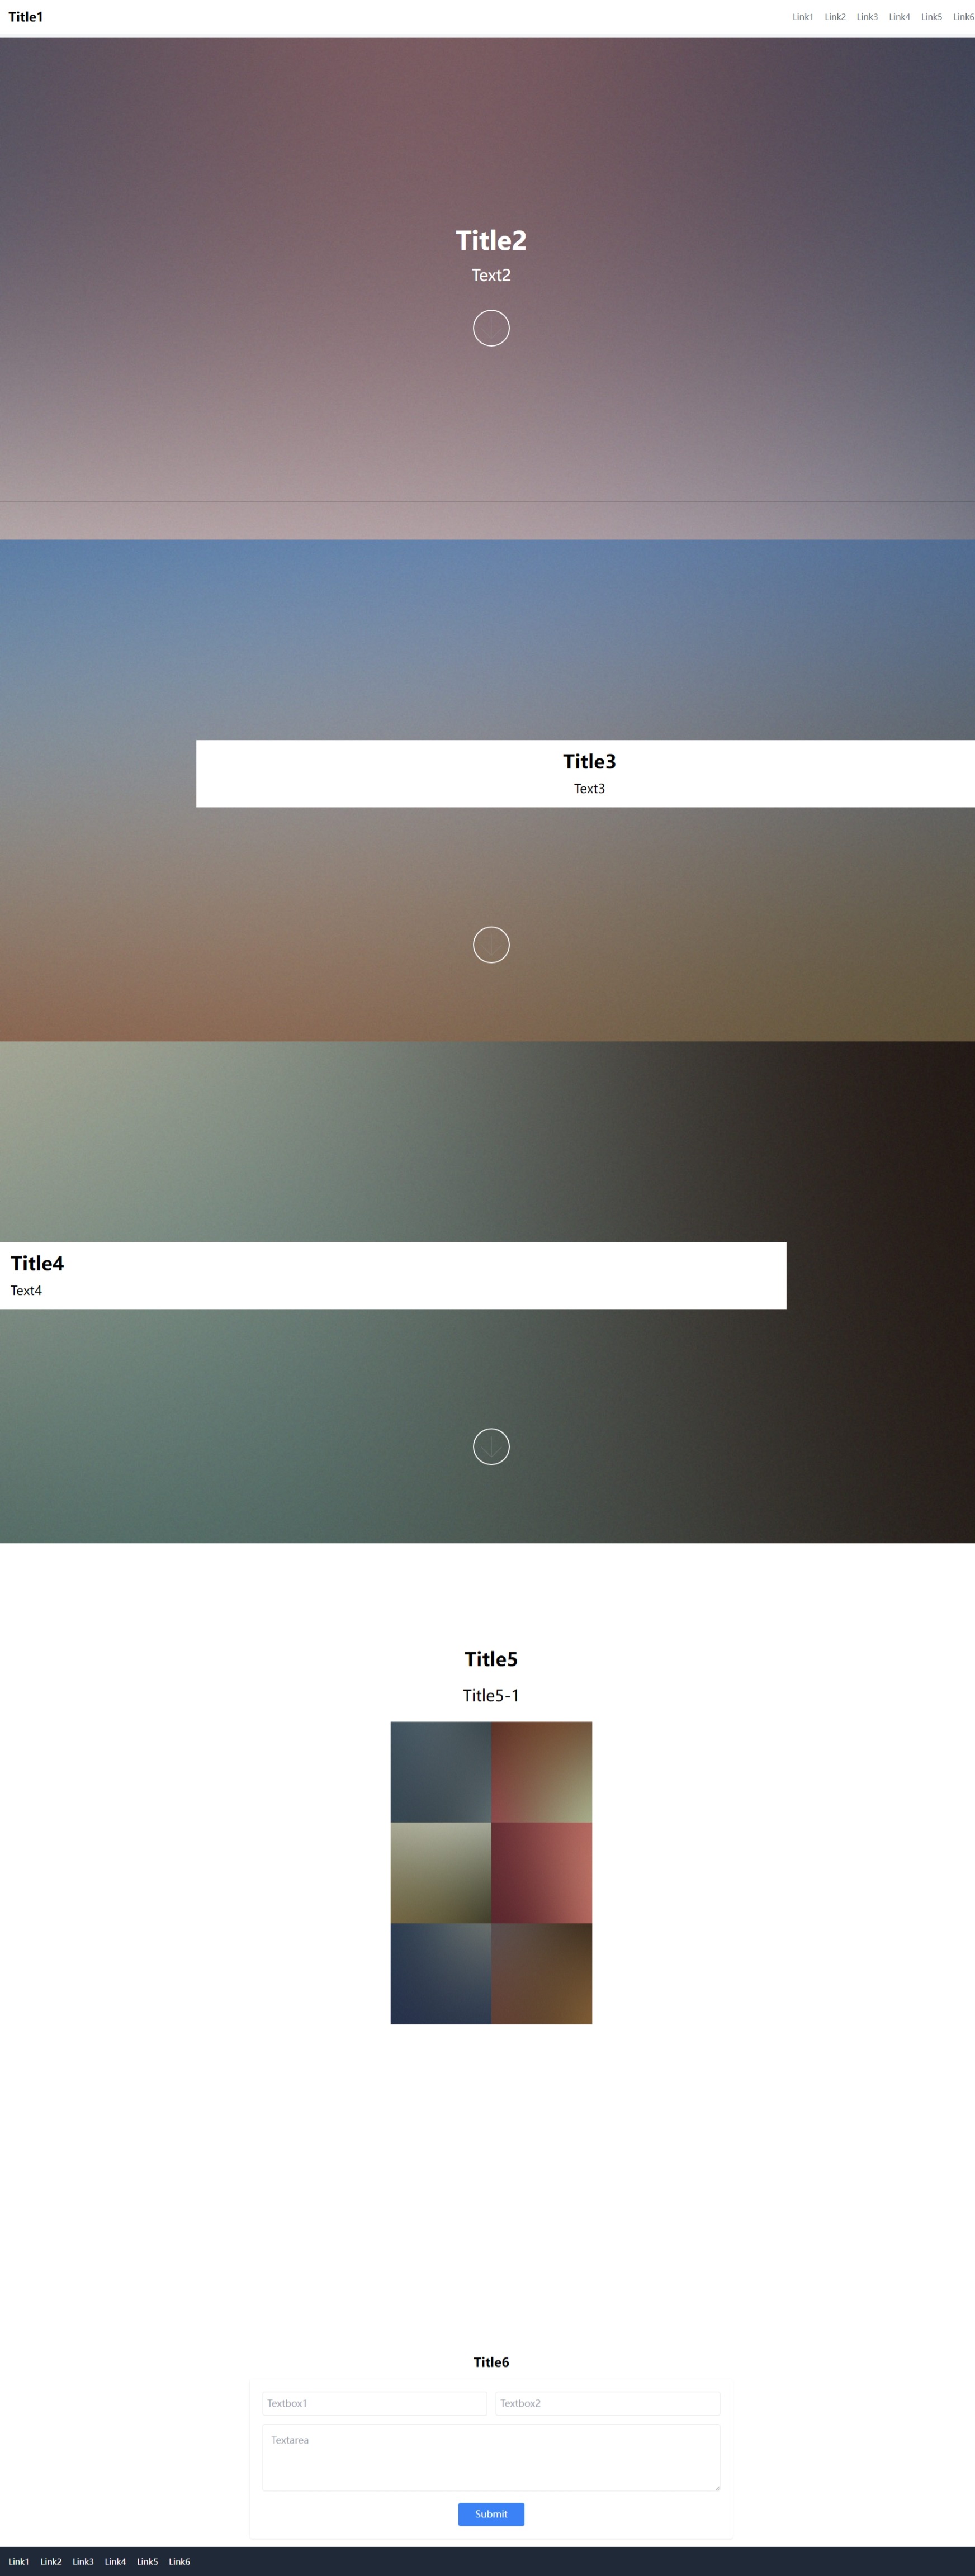 Title1
Link1 Link2 Link3 Link4 Link5 Link6
Title2
Text2
Title3
Text3
Title4
Text4
Title5
Title5-1
Title6
Textbox1 Textbox2
Textarea
Submit
Link1 Link2 Link3 Link4 Link5 Link6